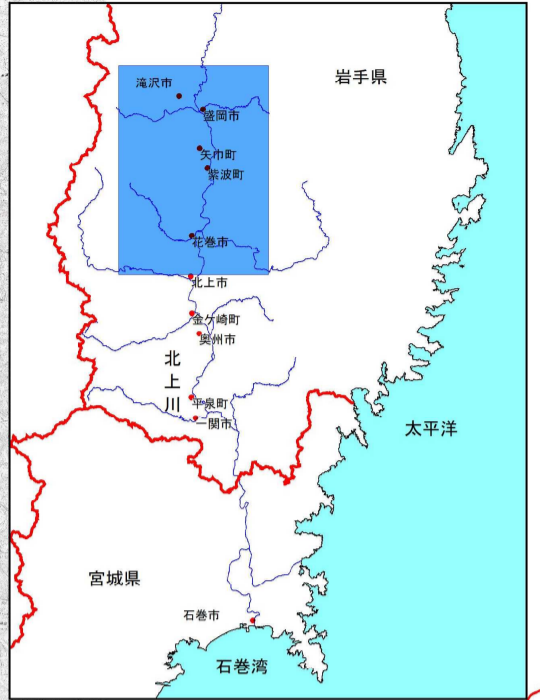 岩手県
滝沢市
盛岡市
矢巾町
紫波町
花巻市
北上市
金ケ崎町
奥州市
北上川
平泉町
一関市
太平洋
宮城県
石巻市
石巻湾